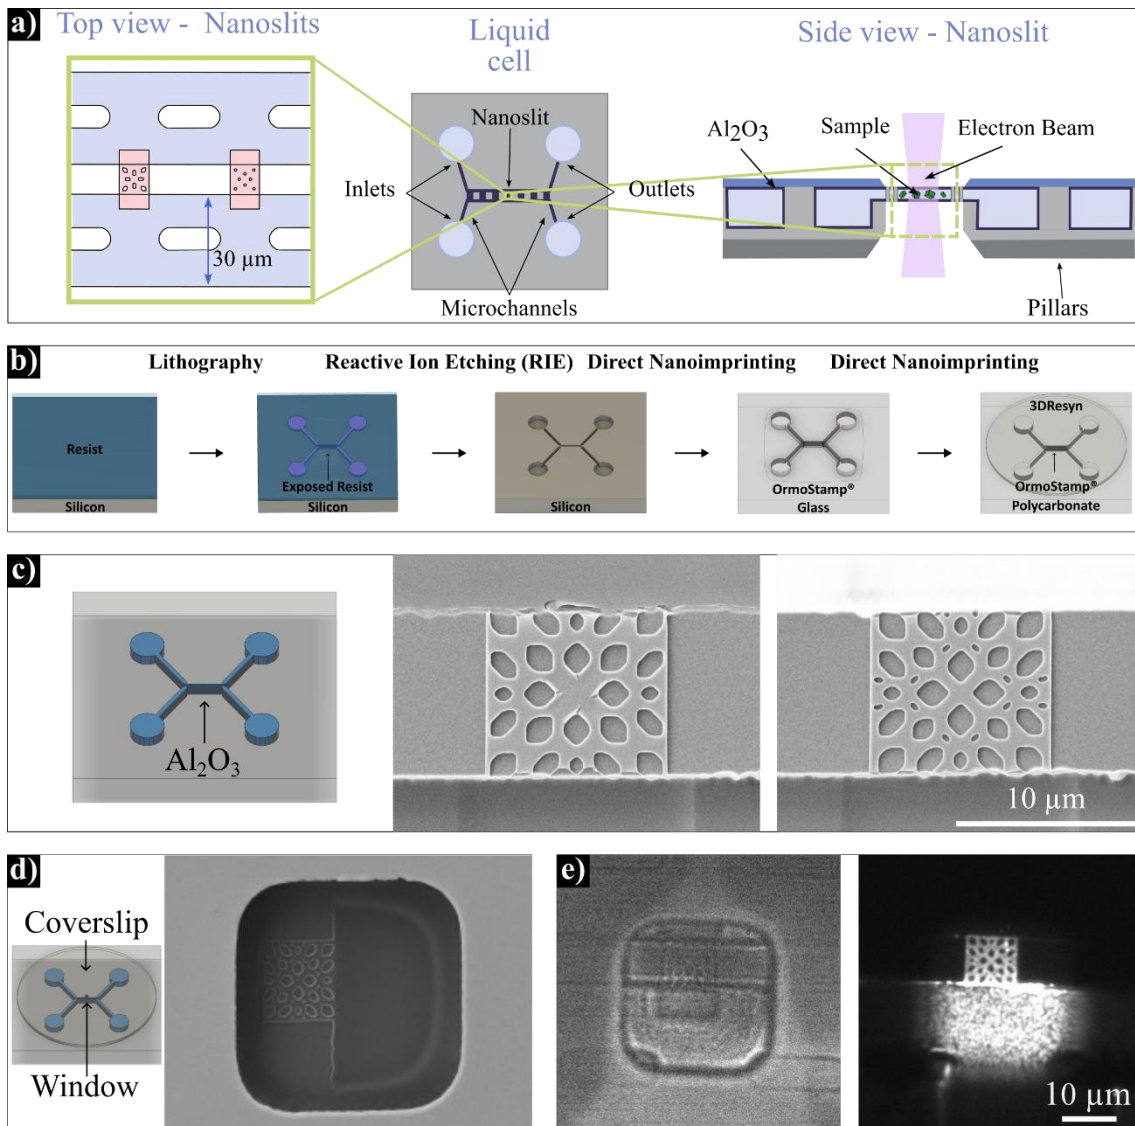 a)
Top view - Nanoslits
Liquid
cell
Side view - Nanoslit
Nanoslit
Inlets
Outlets
30 µm
Microchannels
Al₂O₃
Sample
Electron Beam
Pillars
b)
Lithography
Reactive Ion Etching (RIE)
Direct Nanoimprinting
Direct Nanoimprinting
Resist
Silicon
Exposed Resist
Silicon
Silicon
OrmoStamp®
Glass
3DResyn
OrmoStamp®
Polycarbonate
c)
Al₂O₃
10 µm
d)
Coverslip
Window
e)
10 µm